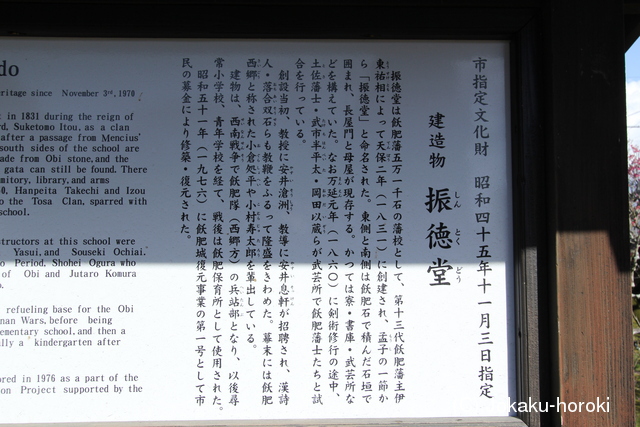 市指定文化財　昭和四十五年十一月三日指定
建造物　振徳堂
しん とく どう
振徳堂は飫肥藩五万一千石の藩校として、第十三代飫肥藩主伊
東祐相によって天保二年（一八三一）に創建され、孟子の一節か
ら「振徳堂」と命名された。東側と南側は飫肥石で積んだ石垣で
囲まれ、長屋門と母屋が現存する。かつては寮・書庫・武芸所な
どを構えていた。なお万延元年（一八六〇）に剣術修行の途中、
土佐藩士・武市半平太・岡田以蔵らが武芸所で飫肥藩士たちと試
合を行っている。
創設当初、教授に安井滄洲、教導に安井息軒が招聘され、漢詩
人・落合双石らも教鞭をふるって隆盛をきわめた。幕末には飫肥
西郷と称された小倉処平や小村寿太郎を輩出している。
建物は、西南戦争で飫肥隊（西郷方）の兵站部となり、以後尋
常小学校、青年学校を経て、戦後は飫肥保育所として使用された。
昭和五十一年（一九七六）に飫肥城復元事業の第一号として市
民の募金により修築・復元された。
do
eritage since November 3rd, 1970
t in 1831 during the reign of
rd, Suketomo Itou, as a clan
after a passage from Mencius'
south sides of the school are
ade from Obi stone, and the
gata can still be found. There
mitory, library, and arms
0, Hanpeita Takechi and Izou
o the Tosa Clan, sparred with
school.
structors at this school were
Yasui, and Souseki Ochiai.
o Period, Shohei Ogura who
of Obi and Jutaro Komura
refueling base for the Obi
nan Wars, before being
ementary school, and then a
lly a kindergarten after
ored in 1976 as a part of the
on Project supported by the
kaku-horoki